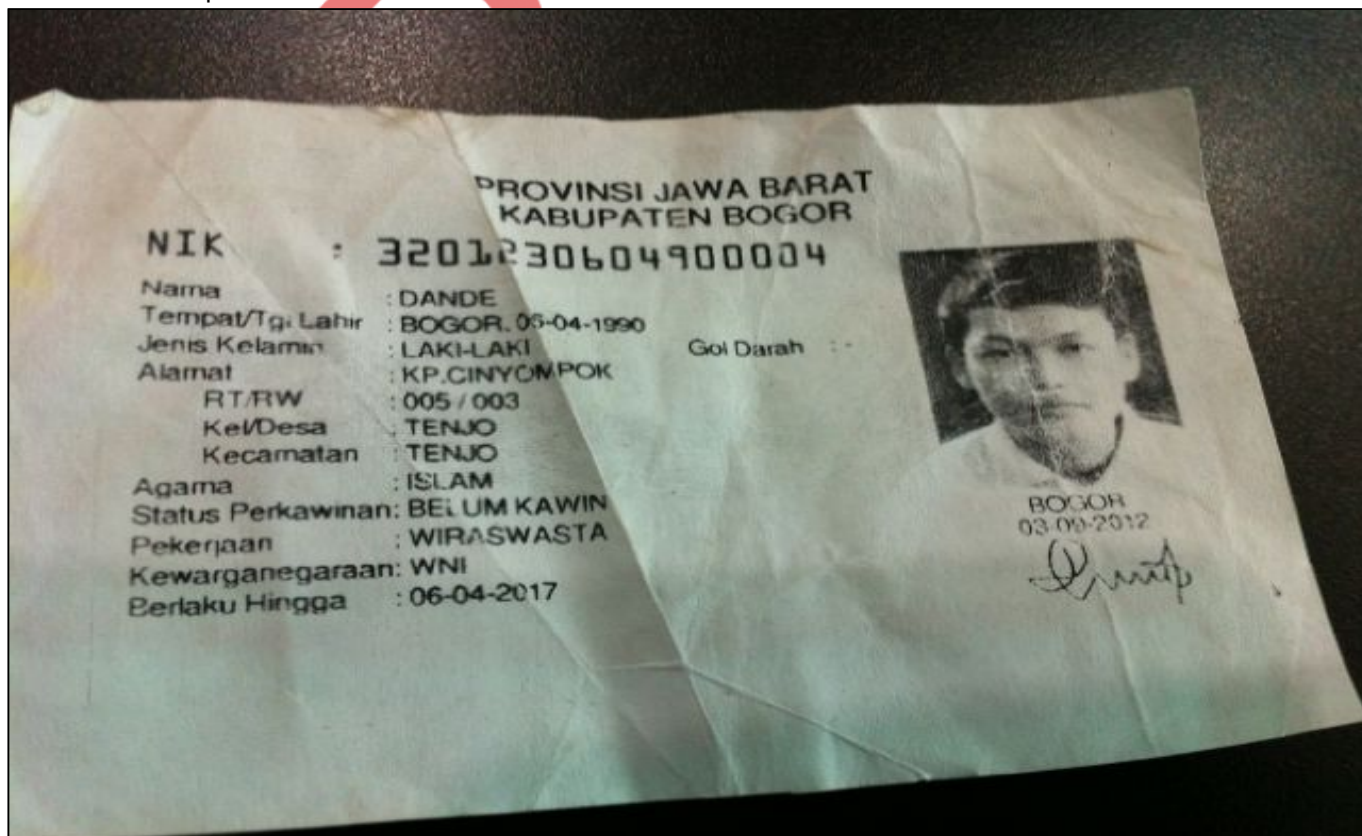 PROVINSI JAWA BARAT
KABUPATEN BOGOR
NIK : 3201230604900004
Nama : DANDE
Tempat/Tgl Lahir : BOGOR, 06-04-1990
Jenis Kelamin : LAKI-LAKI Gol Darah : -
Alamat : KP.CINYOMPOK
RT/RW : 005 / 003
Kel/Desa : TENJO
Kecamatan : TENJO
Agama : ISLAM
Status Perkawinan: BELUM KAWIN
Pekerjaan : WIRASWASTA
Kewarganegaraan: WNI
Berlaku Hingga : 06-04-2017
BOGOR
03-09-2012